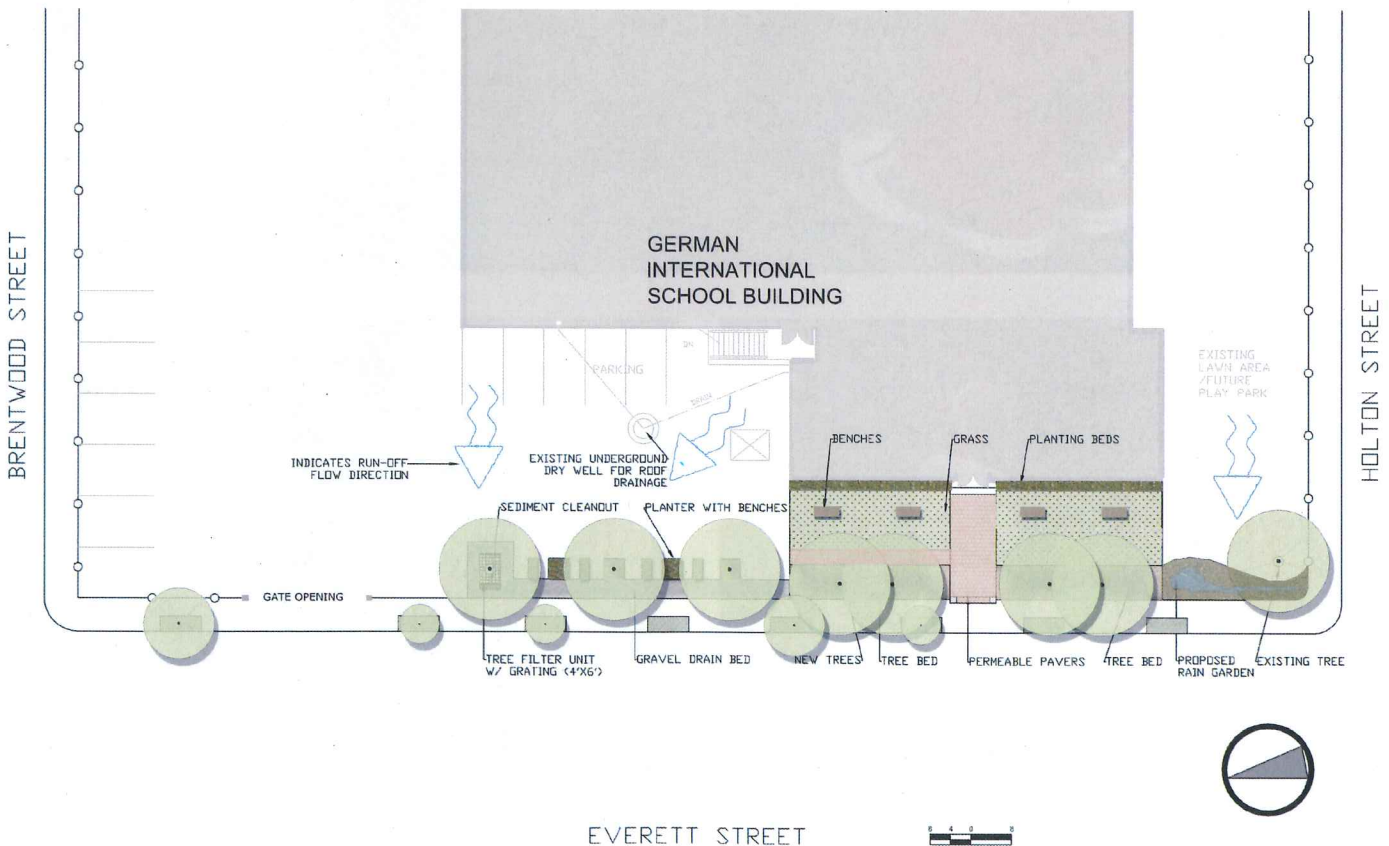 GERMAN
INTERNATIONAL
SCHOOL BUILDING
BRENTWOOD STREET
HOLTON STREET
DN
PARKING
DRAIN
EXISTING
LAWN AREA
/FUTURE
PLAY PARK
INDICATES RUN-OFF
FLOW DIRECTION
EXISTING UNDERGROUND
DRY WELL FOR ROOF
DRAINAGE
BENCHES
GRASS
PLANTING BEDS
SEDIMENT CLEANOUT
PLANTER WITH BENCHES
GATE OPENING
TREE FILTER UNIT
W/ GRATING (4'X6')
GRAVEL DRAIN BED
NEW TREES
TREE BED
PERMEABLE PAVERS
TREE BED
PROPOSED
RAIN GARDEN
EXISTING TREE
EVERETT STREET